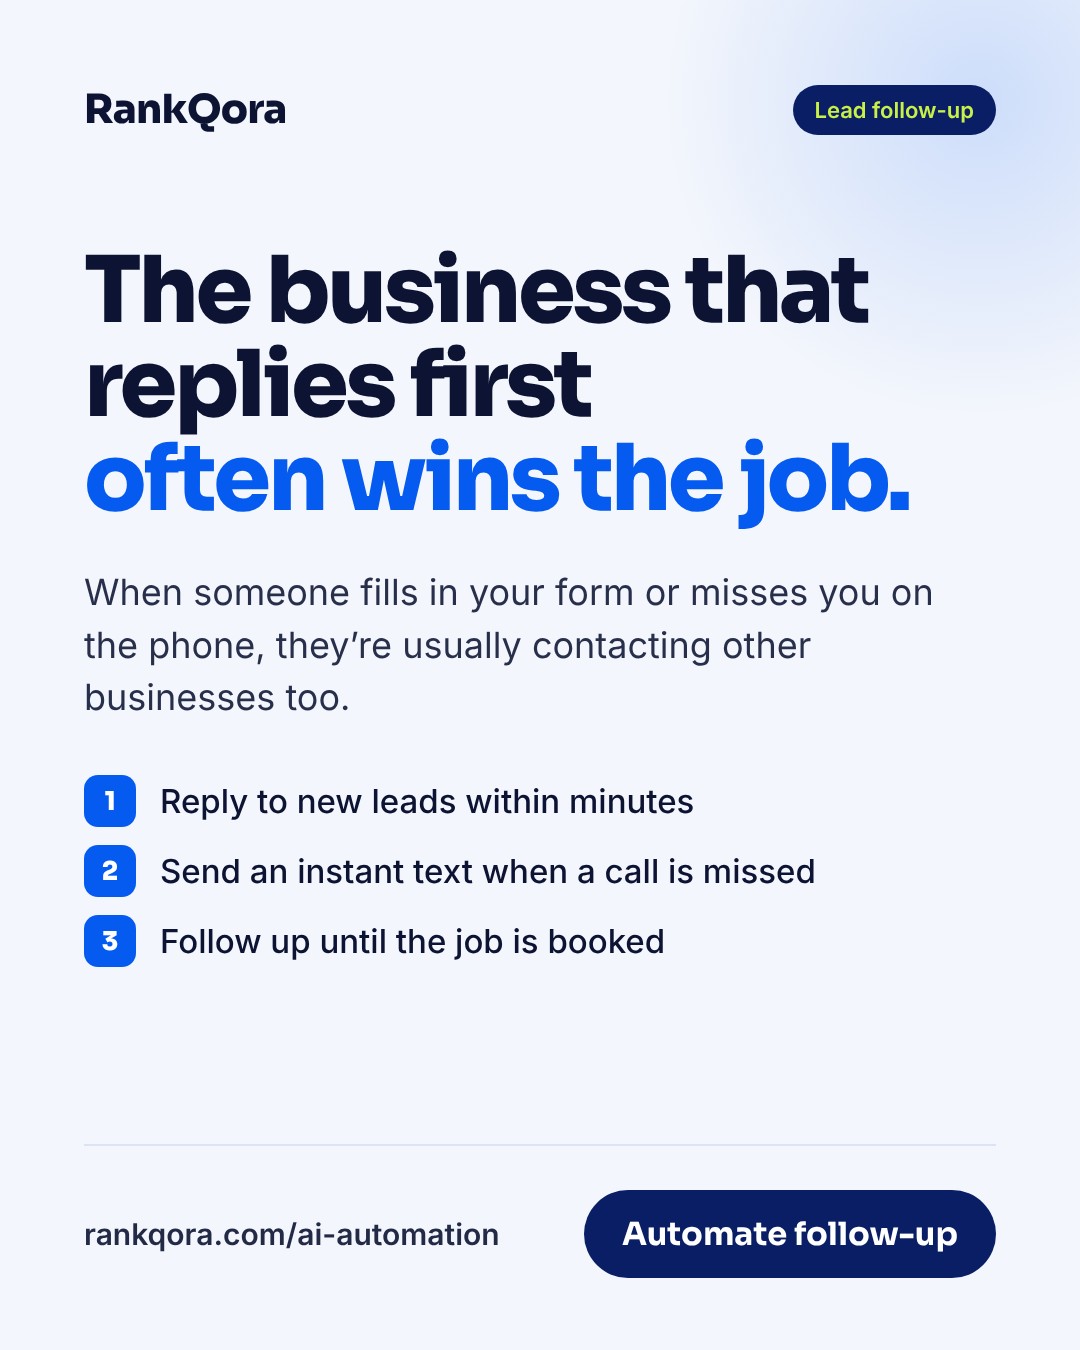 RankQora
Lead follow-up
The business that
replies first
often wins the job.
When someone fills in your form or misses you on
the phone, they’re usually contacting other
businesses too.
1 Reply to new leads within minutes
2 Send an instant text when a call is missed
3 Follow up until the job is booked
rankqora.com/ai-automation
Automate follow-up